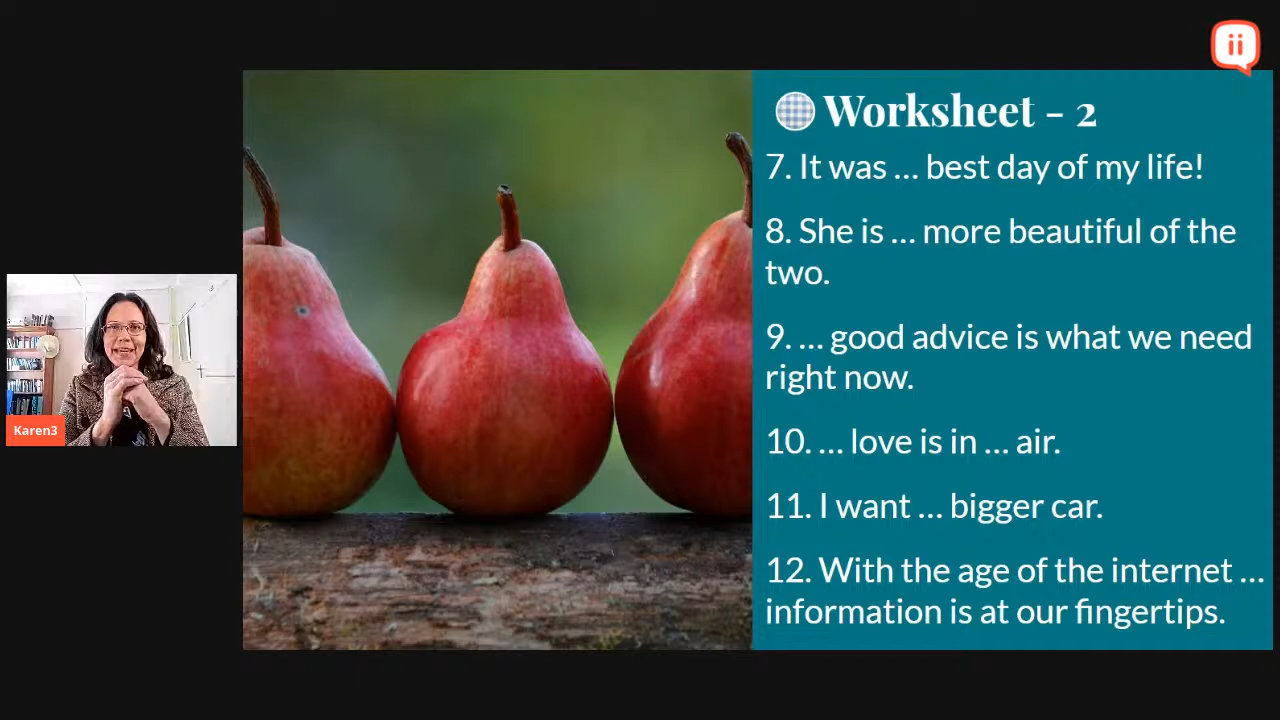 Worksheet - 2
7. It was ... best day of my life!
8. She is ... more beautiful of the
two.
9. ... good advice is what we need
right now.
10. ... love is in ... air.
11. I want ... bigger car.
12. With the age of the internet ...
information is at our fingertips.
Karen3
ii